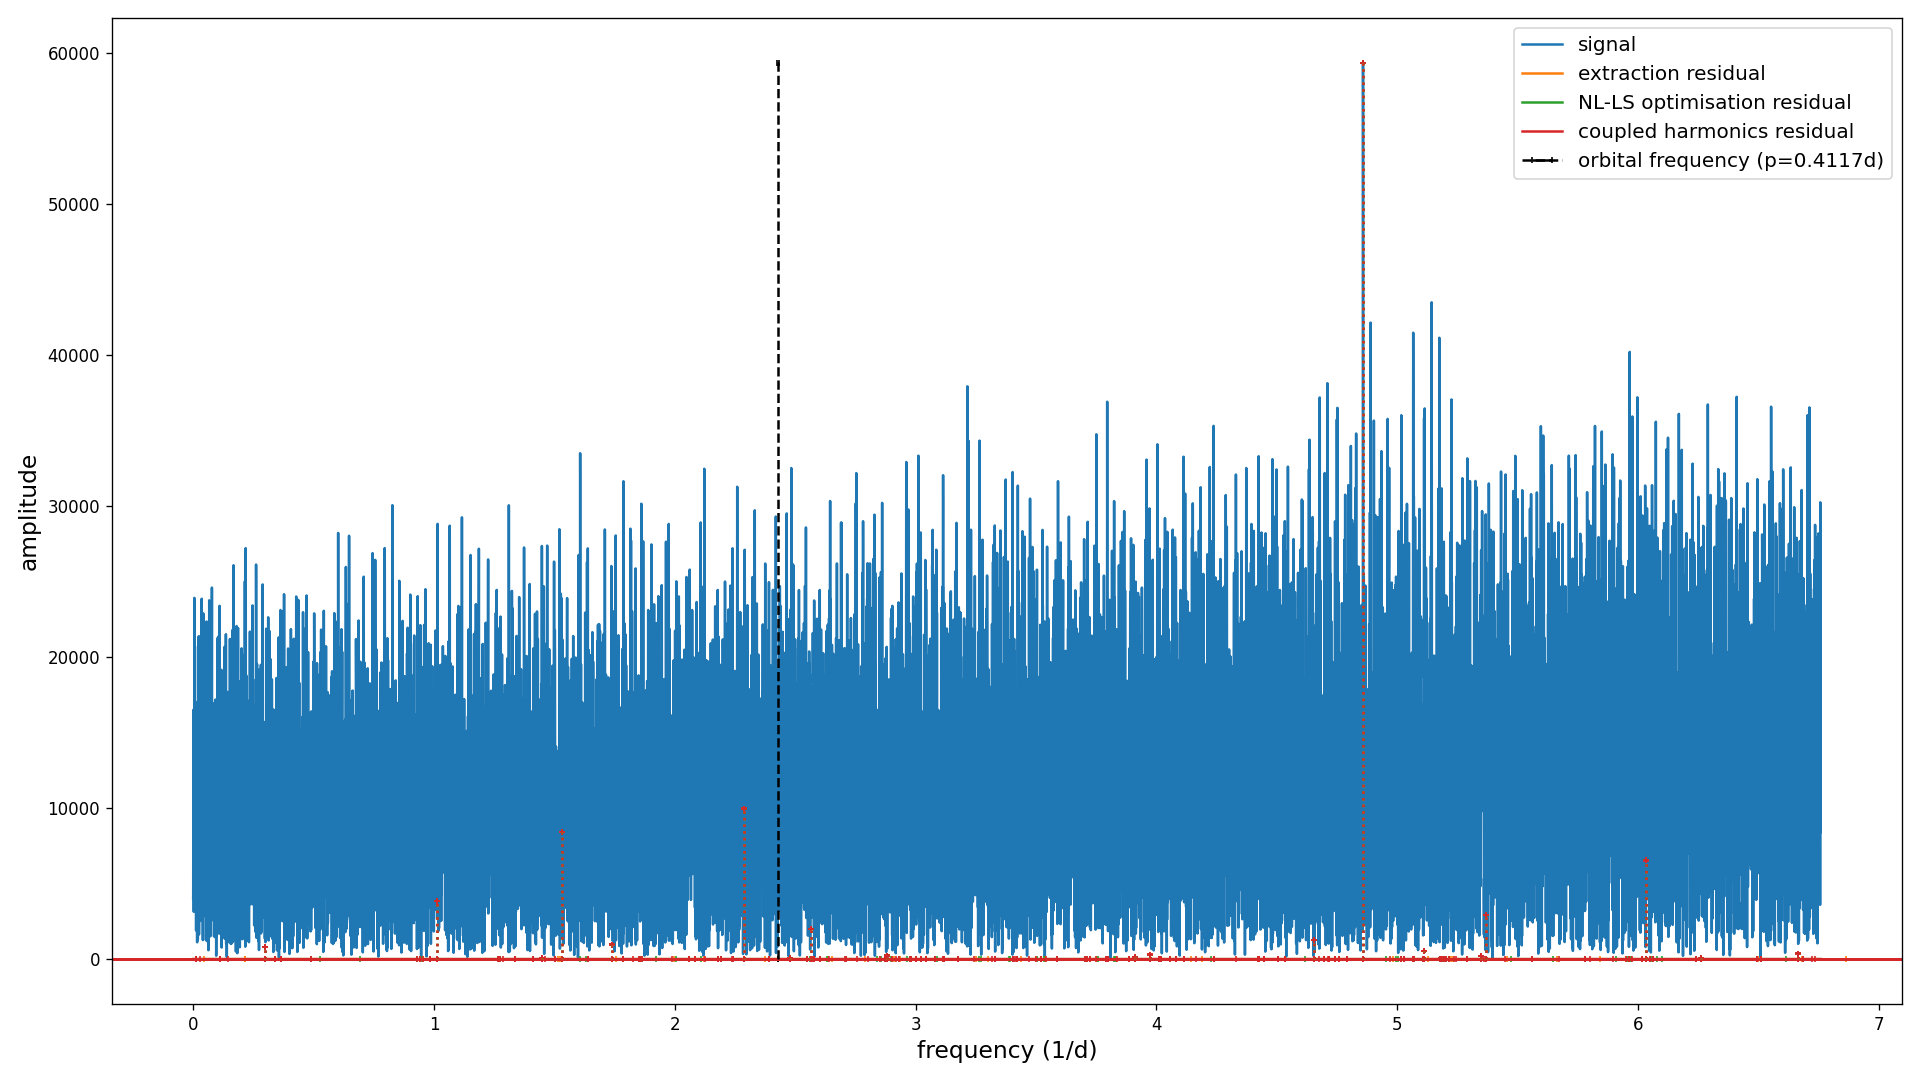 60000
50000
40000
30000
20000
10000
0
amplitude
0 1 2 3 4 5 6 7
frequency (1/d)
signal
extraction residual
NL-LS optimisation residual
coupled harmonics residual
orbital frequency (p=0.4117d)